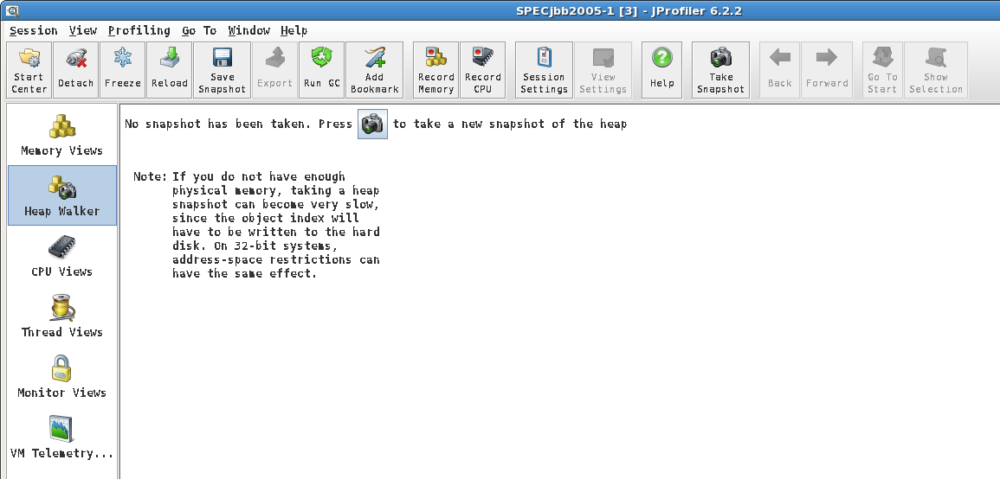 SPECjbb2005-1 [3] - JProfiler 6.2.2
Session View Profiling Go To Window Help
Start Center
Detach
Freeze
Reload
Save Snapshot
Export
Run GC
Add Bookmark
Record Memory
Record CPU
Session Settings
View Settings
Help
Take Snapshot
Back
Forward
Go To Start
Show Selection
Memory Views
Heap Walker
CPU Views
Thread Views
Monitor Views
VM Telemetry...
No snapshot has been taken. Press to take a new snapshot of the heap
Note: If you do not have enough
physical memory, taking a heap
snapshot can become very slow,
since the object index will
have to be written to the hard
disk. On 32-bit systems,
address-space restrictions can
have the same effect.